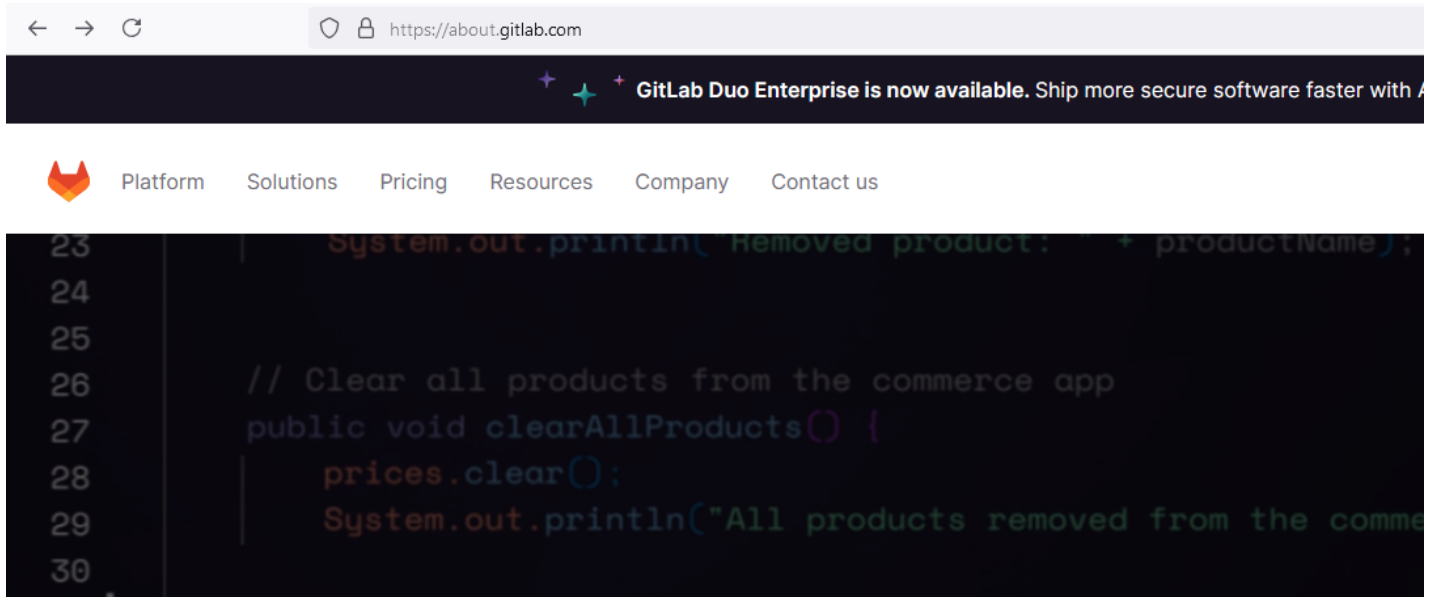 https://about.gitlab.com
GitLab Duo Enterprise is now available. Ship more secure software faster with
Platform Solutions Pricing Resources Company Contact us
23 System.out.println("Removed product: " + productName);
24
25
26 // Clear all products from the commerce app
27 public void clearAllProducts() {
28 prices.clear();
29 System.out.println("All products removed from the comme
30